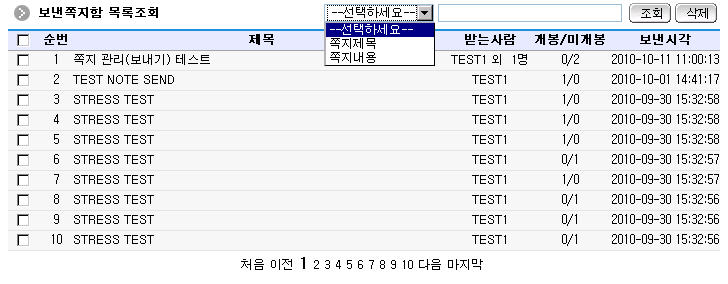 보낸쪽지함 목록조회 --선택하세요-- 조회 삭제
--선택하세요--
쪽지제목
쪽지내용
순번 제목 받는사람 개봉/미개봉 보낸시각
1 쪽지 관리(보내기) 테스트 TEST1 외 1명 0/2 2010-10-11 11:00:13
2 TEST NOTE SEND TEST1 1/0 2010-10-01 14:41:17
3 STRESS TEST TEST1 1/0 2010-09-30 15:32:58
4 STRESS TEST TEST1 1/0 2010-09-30 15:32:58
5 STRESS TEST TEST1 1/0 2010-09-30 15:32:58
6 STRESS TEST TEST1 0/1 2010-09-30 15:32:57
7 STRESS TEST TEST1 1/0 2010-09-30 15:32:57
8 STRESS TEST TEST1 0/1 2010-09-30 15:32:56
9 STRESS TEST TEST1 0/1 2010-09-30 15:32:56
10 STRESS TEST TEST1 0/1 2010-09-30 15:32:56
처음 이전 1 2 3 4 5 6 7 8 9 10 다음 마지막